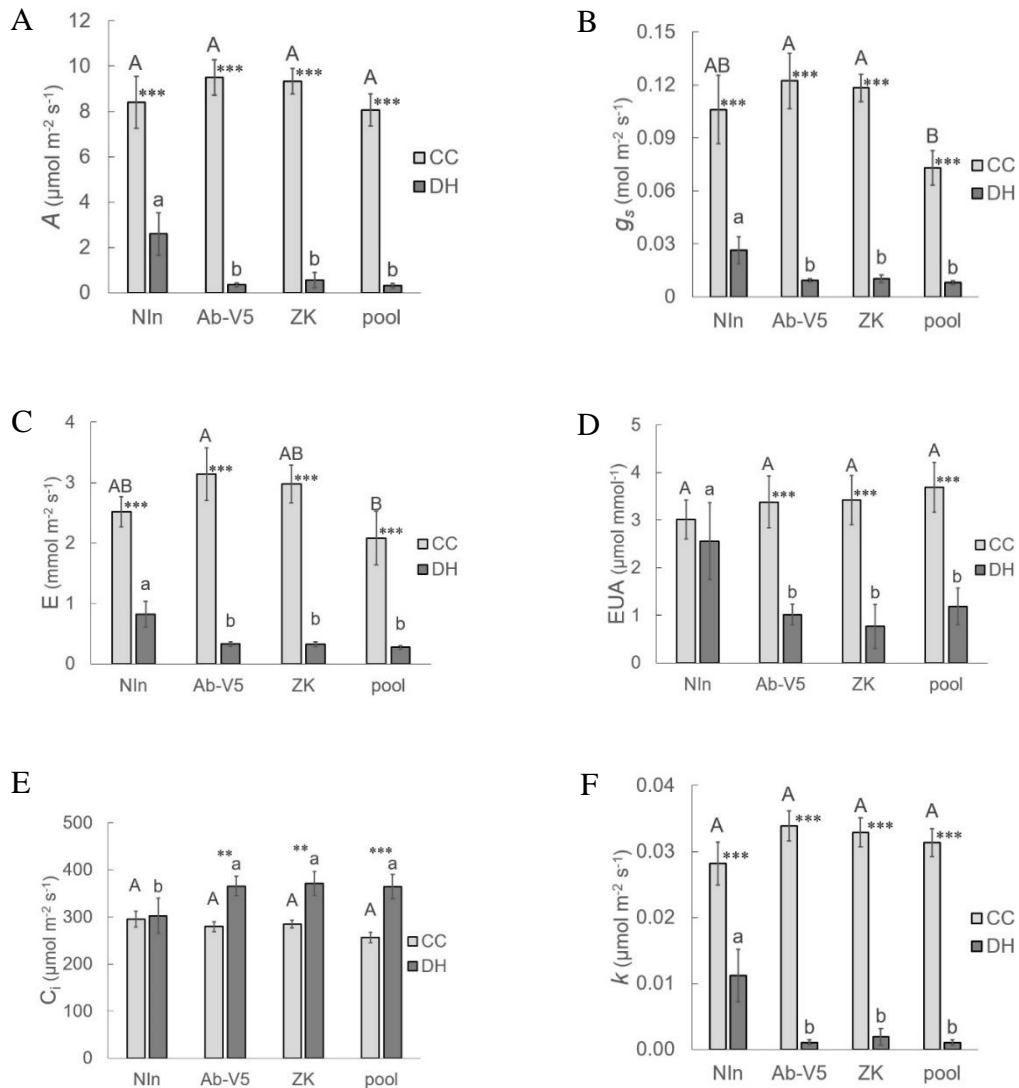 A
A (µmol m⁻² s⁻¹)
12
10
8
6
4
2
0
A
***
a
A
***
b
A
***
b
A
***
b
NIn
Ab-V5
ZK
pool
CC
DH
B
gₛ (mol m⁻² s⁻¹)
0.15
0.12
0.09
0.06
0.03
0
AB
***
a
A
***
b
A
***
b
B
***
b
NIn
Ab-V5
ZK
pool
CC
DH
C
E (mmol m⁻² s⁻¹)
4
3
2
1
0
AB
***
a
A
***
b
AB
***
b
B
***
b
NIn
Ab-V5
ZK
pool
CC
DH
D
EUA (µmol mmol⁻¹)
5
4
3
2
1
0
A
a
A
***
b
A
***
b
A
***
b
NIn
Ab-V5
ZK
pool
CC
DH
E
Cᵢ (µmol m⁻² s⁻¹)
500
400
300
200
100
0
A
b
**
A
a
**
A
a
***
A
a
NIn
Ab-V5
ZK
pool
CC
DH
F
k (µmol m⁻² s⁻¹)
0.04
0.03
0.02
0.01
0.00
A
***
a
A
***
b
A
***
b
A
***
b
NIn
Ab-V5
ZK
pool
CC
DH